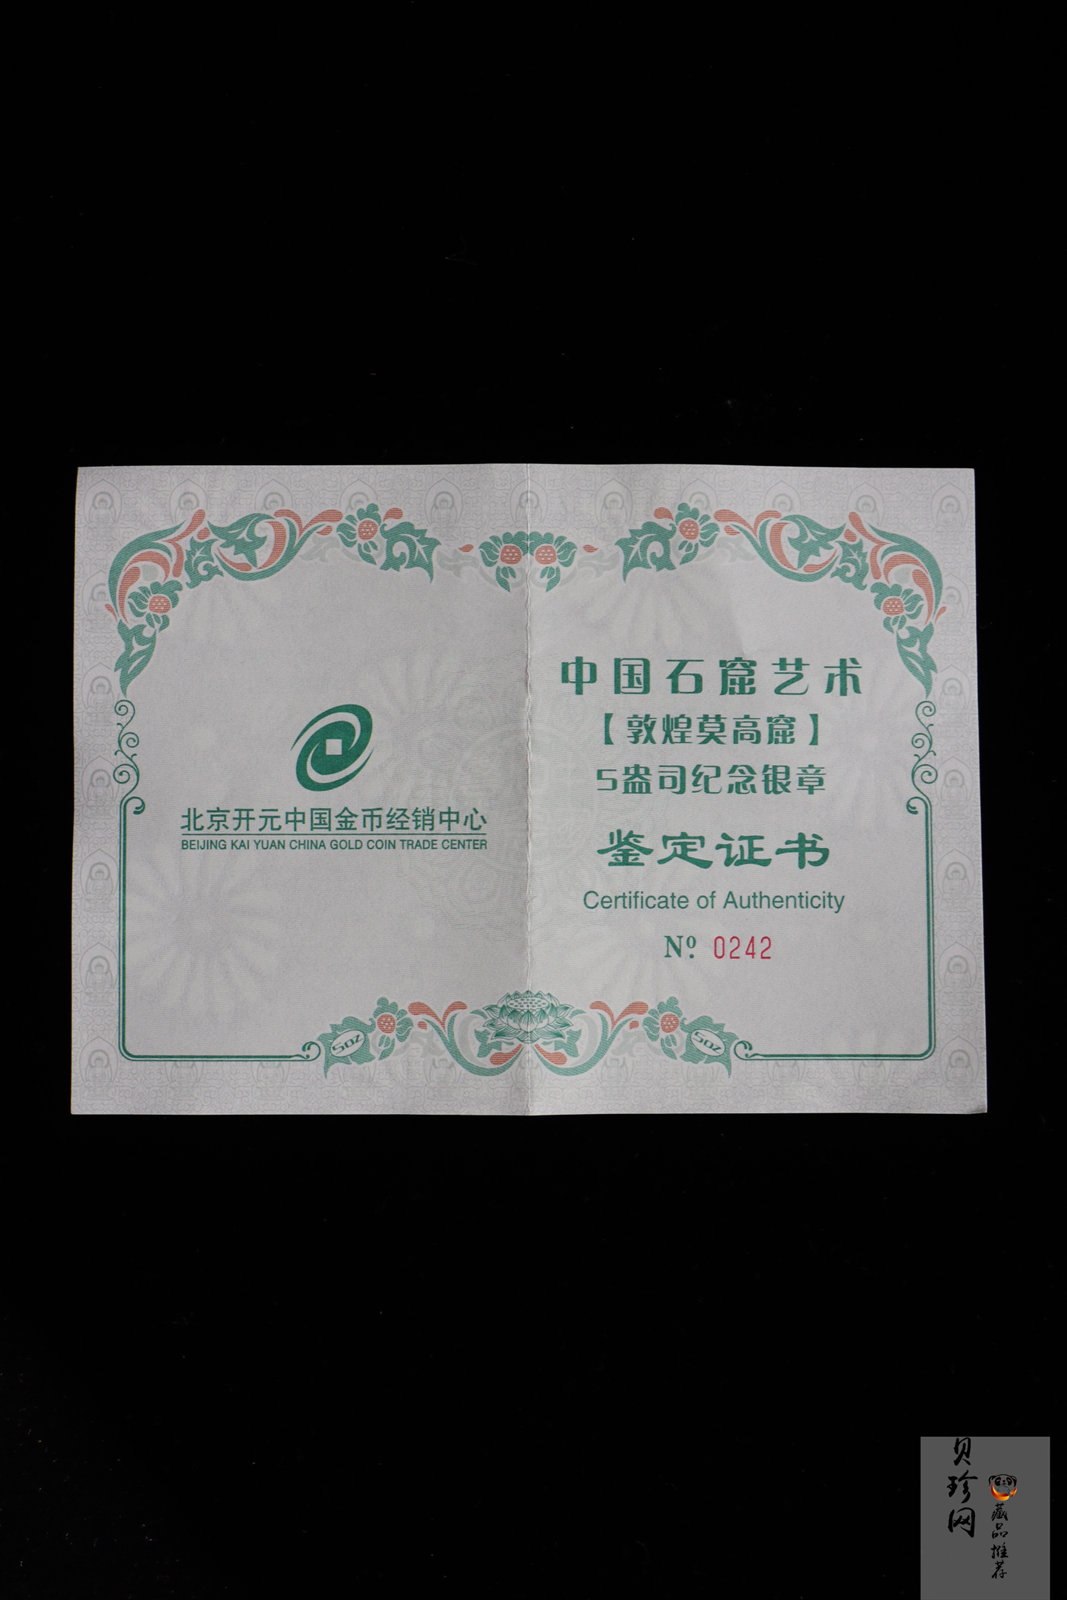 北京开元中国金币经销中心
BEIJING KAI YUAN CHINA GOLD COIN TRADE CENTER
中国石窟艺术
【敦煌莫高窟】
5盎司纪念银章
鉴定证书
Certificate of Authenticity
Nº 0242
5OZ
5OZ
贝珍网
藏品推荐